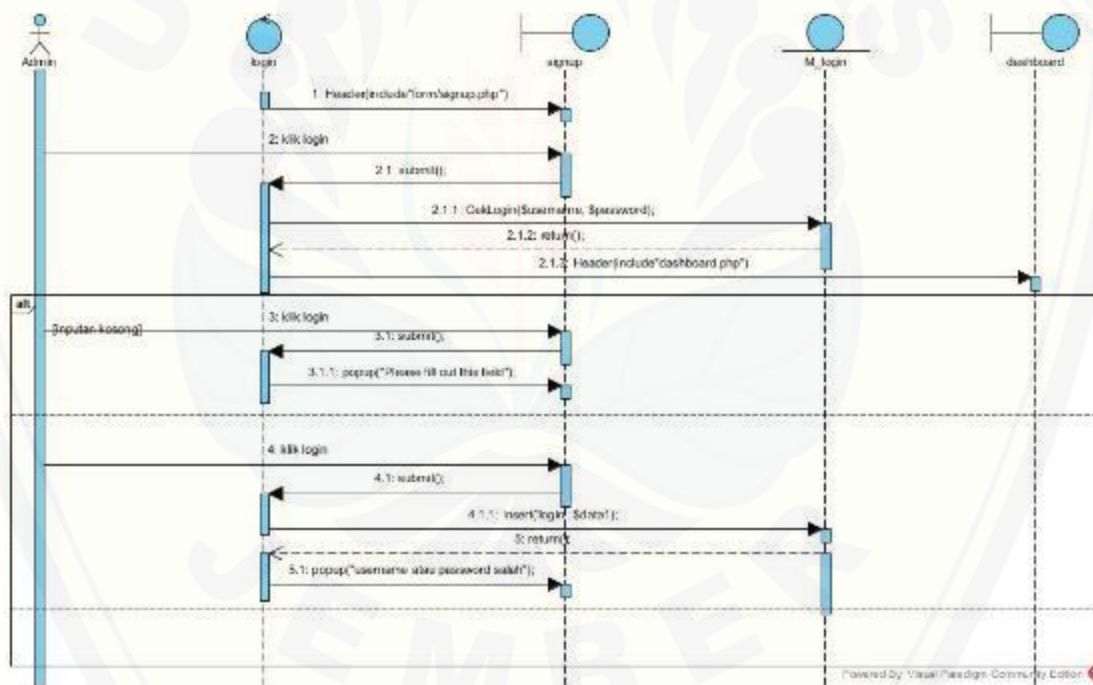 Admin
login
signup
M_login
dashboard
1: Header(include"form/signup.php")
2: klik login
2.1: submit();
2.1.1: CekLogin($username, $password);
2.1.2: return();
2.1.3: Header(include"dashboard.php")
alt
[inputan kosong]
3: klik login
3.1: submit();
3.1.1: popup("Please fill out this field");
4: klik login
4.1: submit();
4.1.1: insert('login', $data1);
5: return();
5.1: popup("username atau password salah");
Powered By Visual Paradigm Community Edition
JEMBER